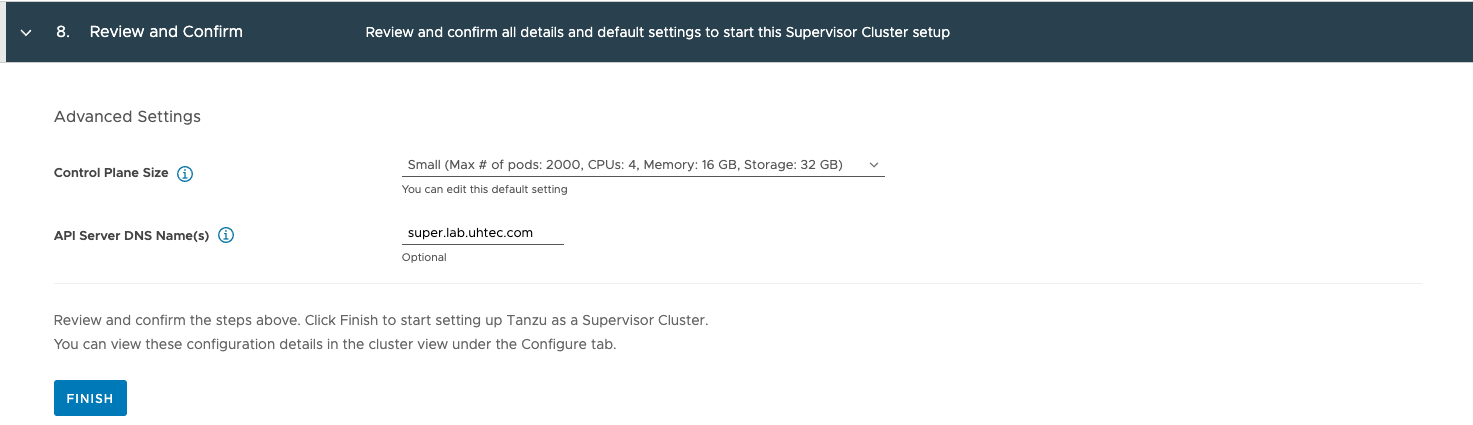 8. Review and Confirm Review and confirm all details and default settings to start this Supervisor Cluster setup
Advanced Settings
Control Plane Size Small (Max # of pods: 2000, CPUs: 4, Memory: 16 GB, Storage: 32 GB)
You can edit this default setting
API Server DNS Name(s) super.lab.uhtec.com
Optional
Review and confirm the steps above. Click Finish to start setting up Tanzu as a Supervisor Cluster.
You can view these configuration details in the cluster view under the Configure tab.
FINISH